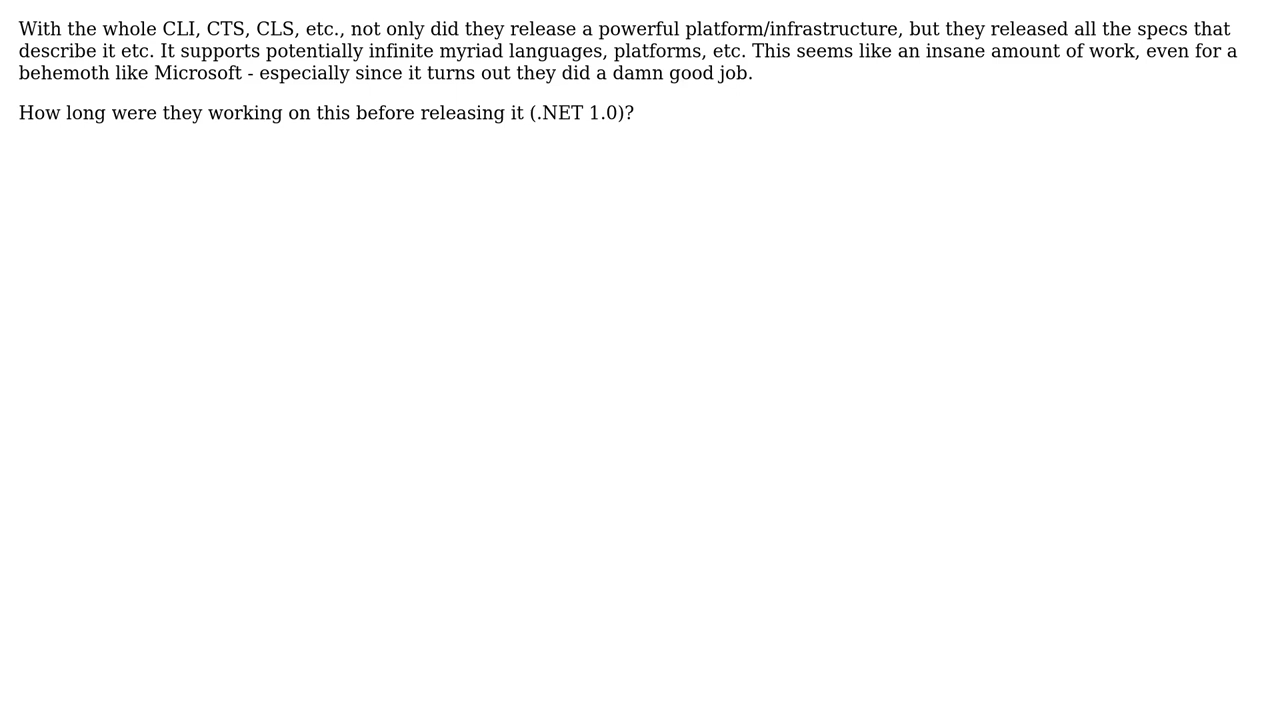 With the whole CLI, CTS, CLS, etc., not only did they release a powerful platform/infrastructure, but they released all the specs that
describe it etc. It supports potentially infinite myriad languages, platforms, etc. This seems like an insane amount of work, even for a
behemoth like Microsoft - especially since it turns out they did a damn good job.
How long were they working on this before releasing it (.NET 1.0)?